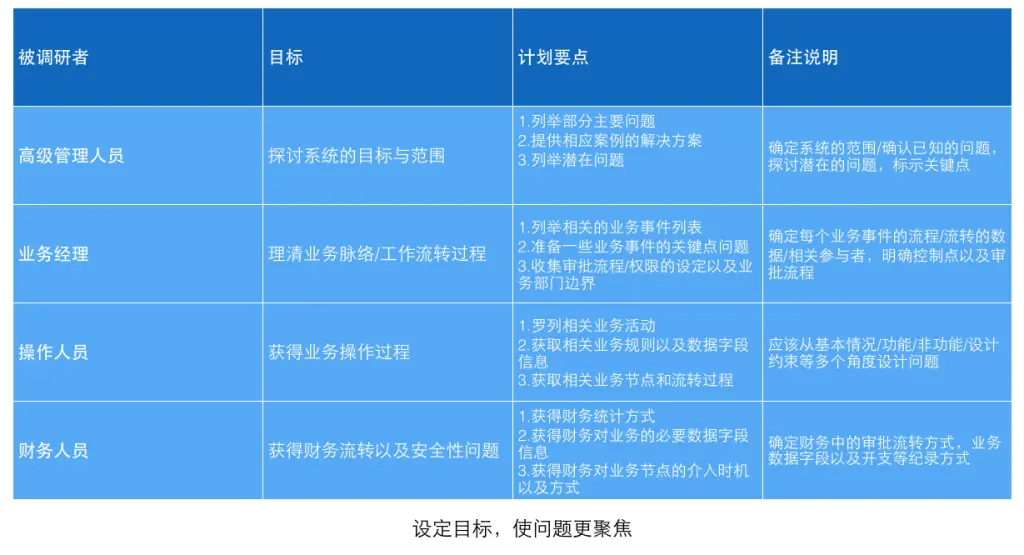 被调研者
目标
计划要点
备注说明
高级管理人员
探讨系统的目标与范围
1.列举部分主要问题
2.提供相应案例的解决方案
3.列举潜在问题
确定系统的范围/确认已知的问题，
探讨潜在的问题，标示关键点
业务经理
理清业务脉络/工作流转过程
1.列举相关的业务事件列表
2.准备一些业务事件的关键点问题
3.收集审批流程/权限的设定以及业
务部门边界
确定每个业务事件的流程/流转的数
据/相关参与者，明确控制点以及审
批流程
操作人员
获得业务操作过程
1.罗列相关业务活动
2.获取相关业务规则以及数据字段
信息
3.获取相关业务节点和流转过程
应该从基本情况/功能/非功能/设计
约束等多个角度设计问题
财务人员
获得财务流转以及安全性问题
1.获得财务统计方式
2.获得财务对业务的必要数据字段
信息
3.获得财务对业务节点的介入时机
以及方式
确定财务中的审批流转方式，业务
数据字段以及开支等纪录方式
设定目标，使问题更聚焦